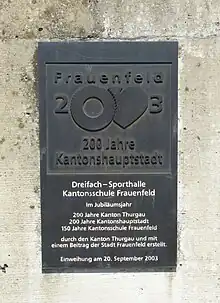 Frauenfeld
2003
200 Jahre
Kantonshauptstadt
Dreifach-Sporthalle
Kantonsschule Frauenfeld
im Jubiläumsjahr
200 Jahre Kanton Thurgau
200 Jahre Kantonshauptstadt
150 Jahre Kantonsschule Frauenfeld
durch den Kanton Thurgau und mit
einem Beitrag der Stadt Frauenfeld erstellt.
Einweihung am 20. September 2003